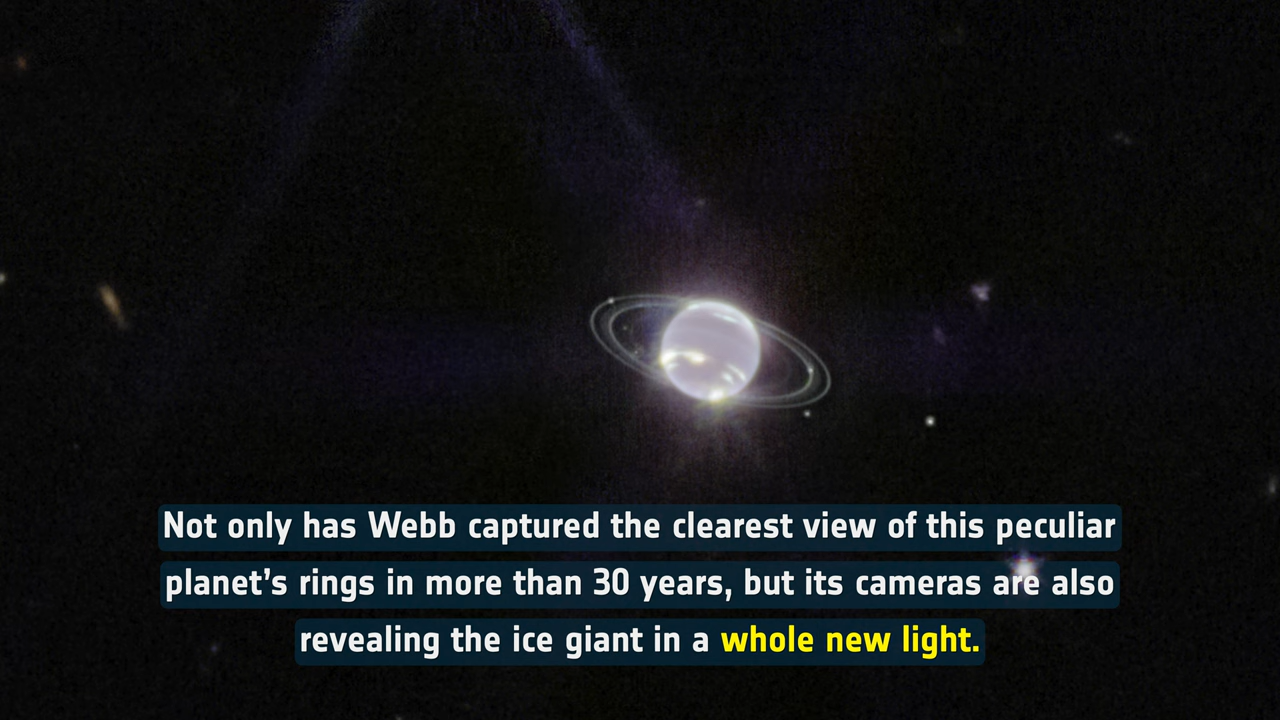 Not only has Webb captured the clearest view of this peculiar
planet’s rings in more than 30 years, but its cameras are also
revealing the ice giant in a whole new light.